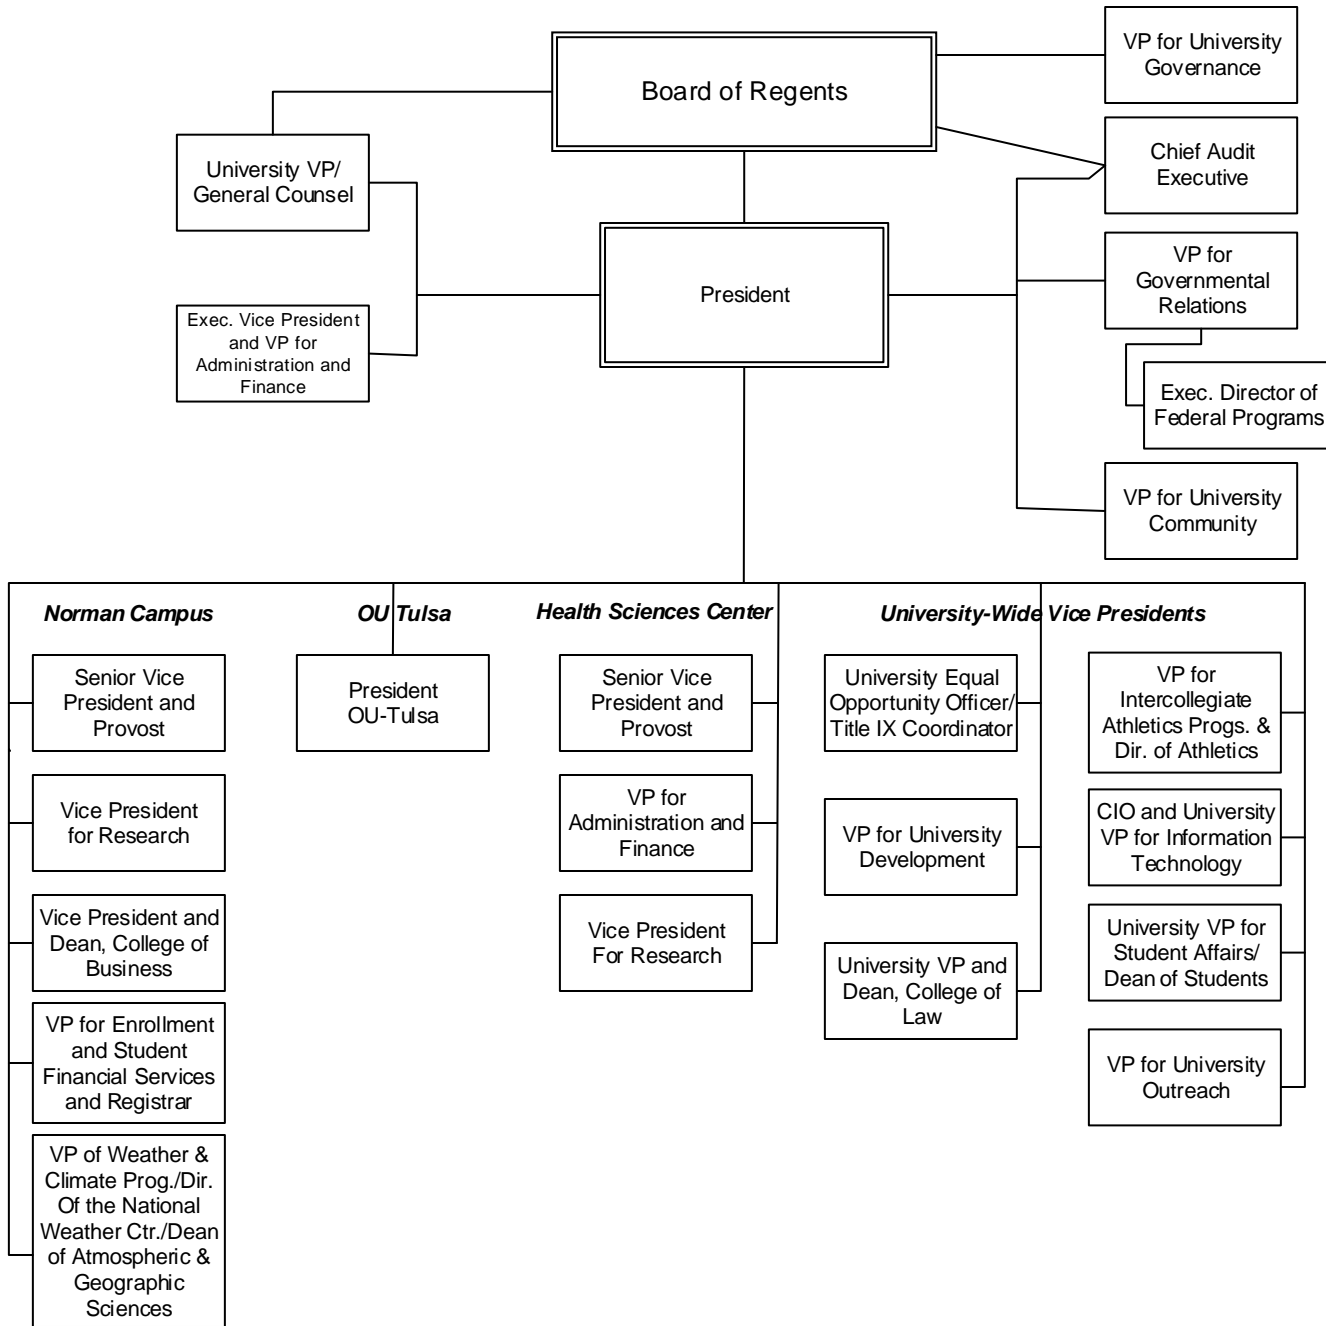 Board of Regents
VP for University
Governance
University VP/
General Counsel
Chief Audit
Executive
President
VP for
Governmental
Relations
Exec. Vice President
and VP for
Administration and
Finance
Exec. Director of
Federal Programs
VP for University
Community
Norman Campus
OU Tulsa
Health Sciences Center
University-Wide Vice Presidents
Senior Vice
President and
Provost
Vice President
for Research
Vice President and
Dean, College of
Business
VP for Enrollment
and Student
Financial Services
and Registrar
VP of Weather &
Climate Prog./Dir.
Of the National
Weather Ctr./Dean
of Atmospheric &
Geographic
Sciences
President
OU-Tulsa
Senior Vice
President and
Provost
VP for
Administration and
Finance
Vice President
For Research
University Equal
Opportunity Officer/
Title IX Coordinator
VP for University
Development
University VP and
Dean, College of
Law
VP for
Intercollegiate
Athletics Progs. &
Dir. of Athletics
CIO and University
VP for Information
Technology
University VP for
Student Affairs/
Dean of Students
VP for University
Outreach